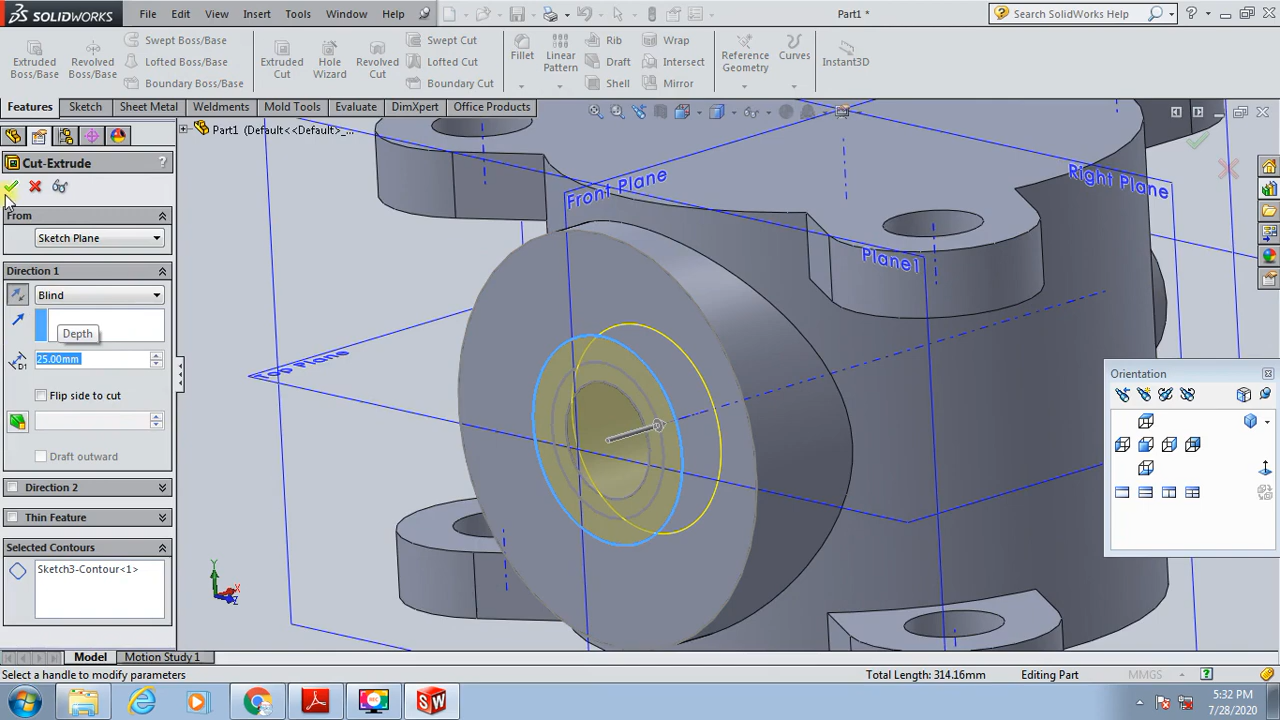 SOLIDWORKS File Edit View Insert Tools Window Help Part1 * Search SolidWorks Help
Extruded Boss/Base
Revolved Boss/Base
Swept Boss/Base
Lofted Boss/Base
Boundary Boss/Base
Extruded Cut
Hole Wizard
Revolved Cut
Swept Cut
Lofted Cut
Boundary Cut
Fillet
Linear Pattern
Rib
Draft
Shell
Wrap
Intersect
Mirror
Reference Geometry
Curves
Instant3D
Features Sketch Sheet Metal Weldments Mold Tools Evaluate DimXpert Office Products
Part1 (Default<<Default>_...
Cut-Extrude ?
From
Sketch Plane
Direction 1
Blind
Depth
D1 25.00mm
Flip side to cut
Draft outward
Direction 2
Thin Feature
Selected Contours
Sketch3-Contour<1>
Front Plane
Right Plane
Plane1
Top Plane
Orientation
Y
X
Z
Model Motion Study 1
Select a handle to modify parameters Total Length: 314.16mm Editing Part MMGS
5:32 PM
7/28/2020